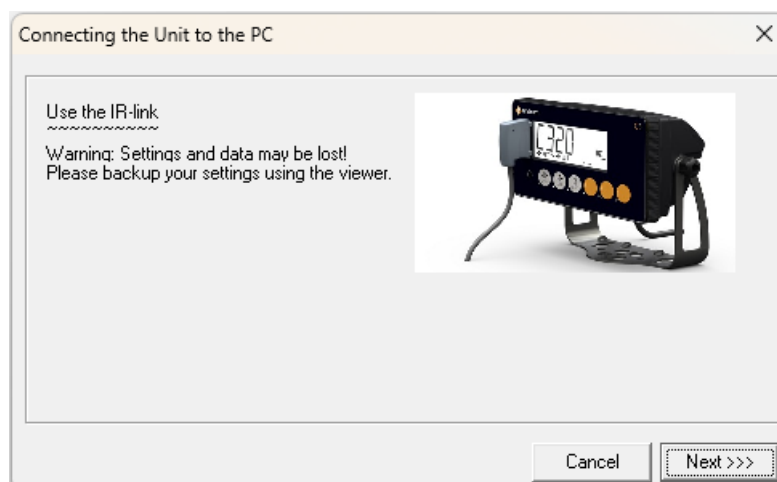 Connecting the Unit to the PC
Use the IR-link
~~~~~~~~~~
Warning: Settings and data may be lost!
Please backup your settings using the viewer.
C320
Cancel
Next >>>